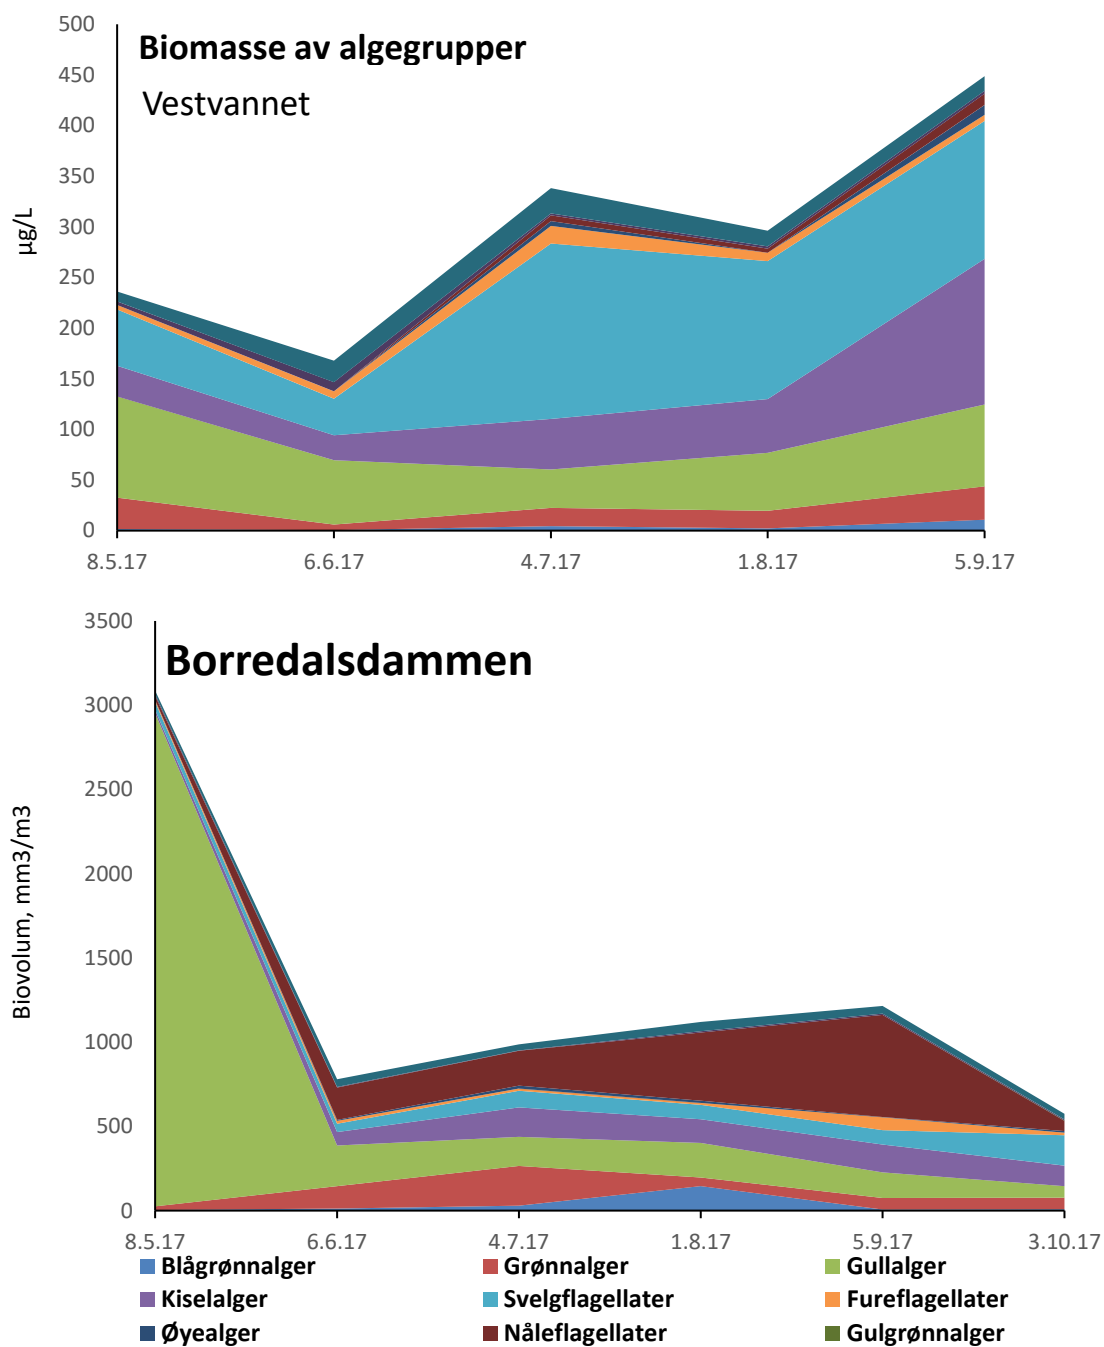 500
Biomasse av algegrupper
450
Vestvannet
400
350
300
µg/L
250
200
150
100
50
0
8.5.17 6.6.17 4.7.17 1.8.17 5.9.17
3500
Borredalsdammen
3000
2500
2000
Biovolum, mm3/m3
1500
1000
500
0
8.5.17 6.6.17 4.7.17 1.8.17 5.9.17 3.10.17
Blågrønnalger Grønnalger Gullalger
Kiselalger Svelgflagellater Fureflagellater
Øyealger Nåleflagellater Gulgrønnalger